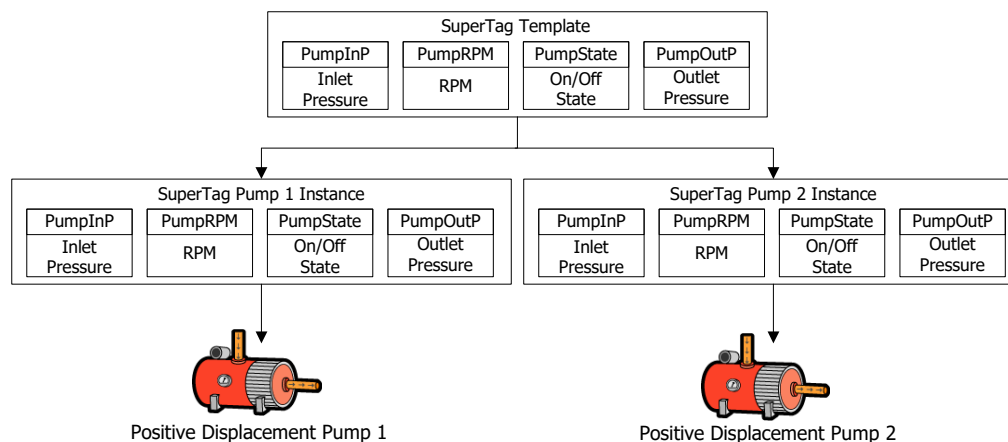 SuperTag Template
PumpInP PumpRPM PumpState PumpOutP
Inlet Pressure RPM On/Off State Outlet Pressure
SuperTag Pump 1 Instance
PumpInP PumpRPM PumpState PumpOutP
Inlet Pressure RPM On/Off State Outlet Pressure
SuperTag Pump 2 Instance
PumpInP PumpRPM PumpState PumpOutP
Inlet Pressure RPM On/Off State Outlet Pressure
Positive Displacement Pump 1
Positive Displacement Pump 2